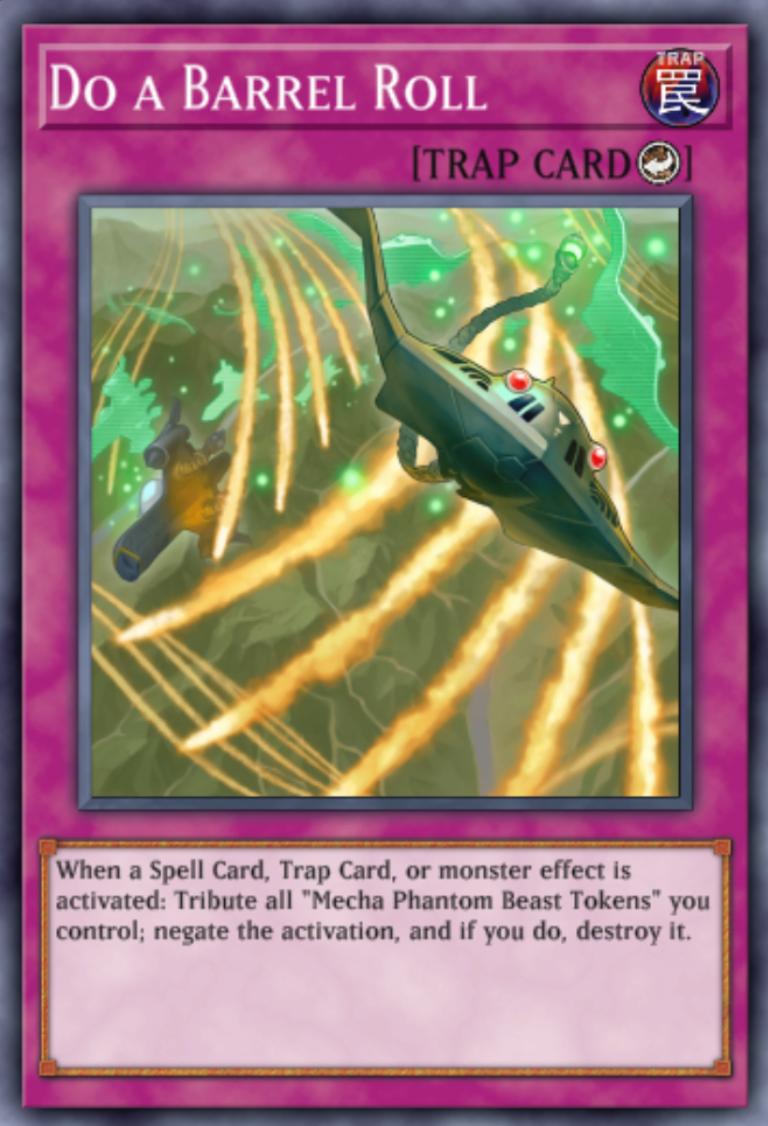 Do a Barrel Roll
TRAP
罠
[TRAP CARD]
When a Spell Card, Trap Card, or monster effect is
activated: Tribute all "Mecha Phantom Beast Tokens" you
control; negate the activation, and if you do, destroy it.